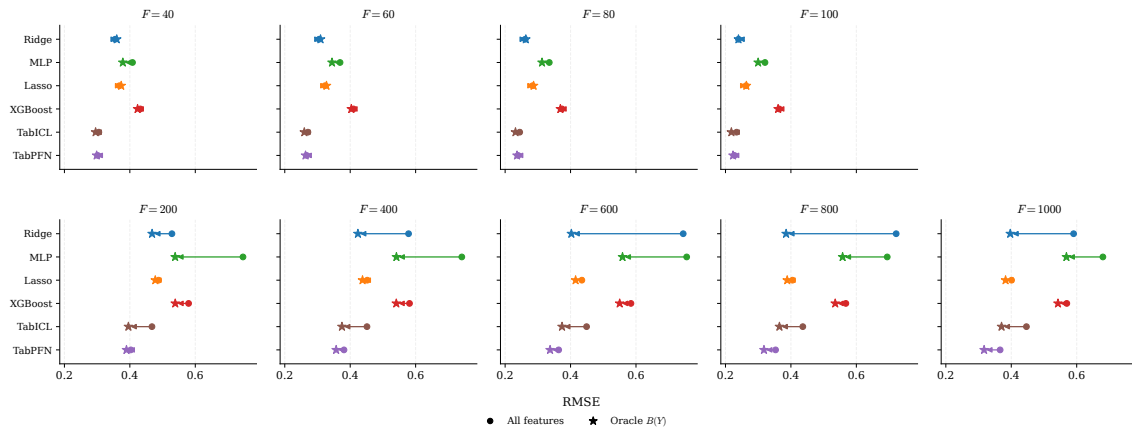 F = 40
F = 60
F = 80
F = 100
Ridge
MLP
Lasso
XGBoost
TabICL
TabPFN
F = 200
F = 400
F = 600
F = 800
F = 1000
Ridge
MLP
Lasso
XGBoost
TabICL
TabPFN
0.2 0.4 0.6
0.2 0.4 0.6
0.2 0.4 0.6
0.2 0.4 0.6
0.2 0.4 0.6
RMSE
All features Oracle B(Y)